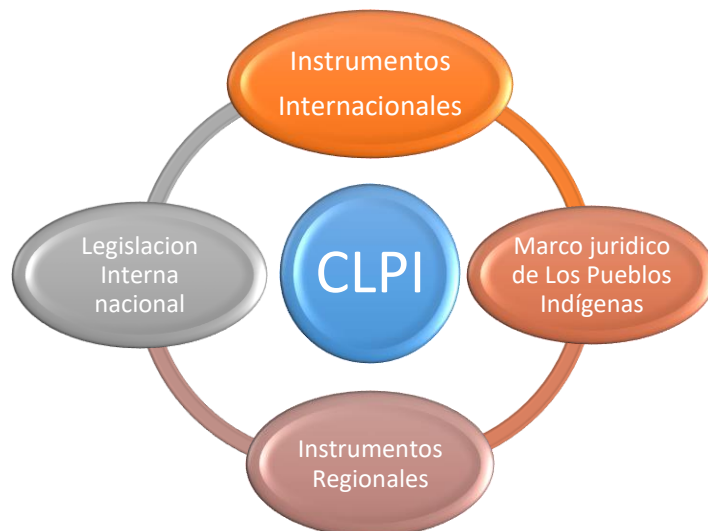 Instrumentos
Internacionales
Legislacion
Interna
nacional
CLPI
Marco juridico
de Los Pueblos
Indígenas
Instrumentos
Regionales